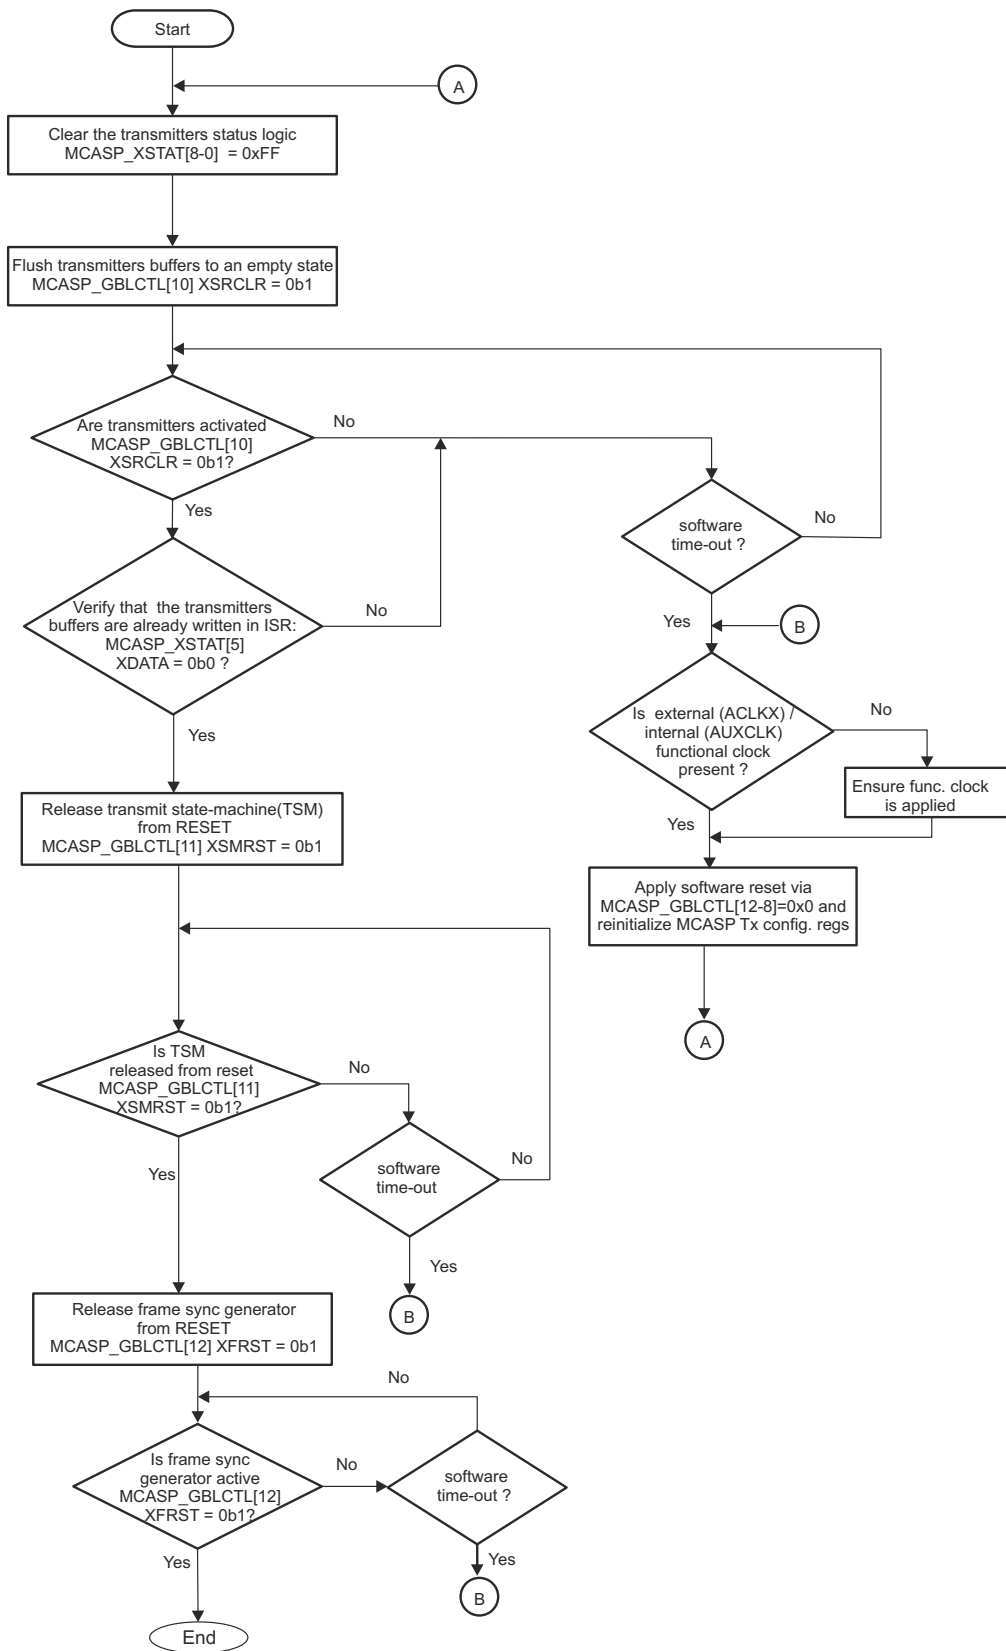 Start
A
Clear the transmitters status logic
MCASP_XSTAT[8-0] = 0xFF
Flush transmitters buffers to an empty state
MCASP_GBLCTL[10] XSRCLR = 0b1
Are transmitters activated
MCASP_GBLCTL[10]
XSRCLR = 0b1?
No
Yes
software
time-out ?
No
Yes
Verify that the transmitters
buffers are already written in ISR:
MCASP_XSTAT[5]
XDATA = 0b0 ?
No
Yes
B
Is external (ACLKX) /
internal (AUXCLK)
functional clock
present ?
No
Yes
Ensure func. clock
is applied
Release transmit state-machine(TSM)
from RESET
MCASP_GBLCTL[11] XSMRST = 0b1
Apply software reset via
MCASP_GBLCTL[12-8]=0x0 and
reinitialize MCASP Tx config. regs
A
Is TSM
released from reset
MCASP_GBLCTL[11]
XSMRST = 0b1?
No
Yes
software
time-out
No
Yes
B
Release frame sync generator
from RESET
MCASP_GBLCTL[12] XFRST = 0b1
No
Is frame sync
generator active
MCASP_GBLCTL[12]
XFRST = 0b1?
No
Yes
software
time-out ?
Yes
B
End